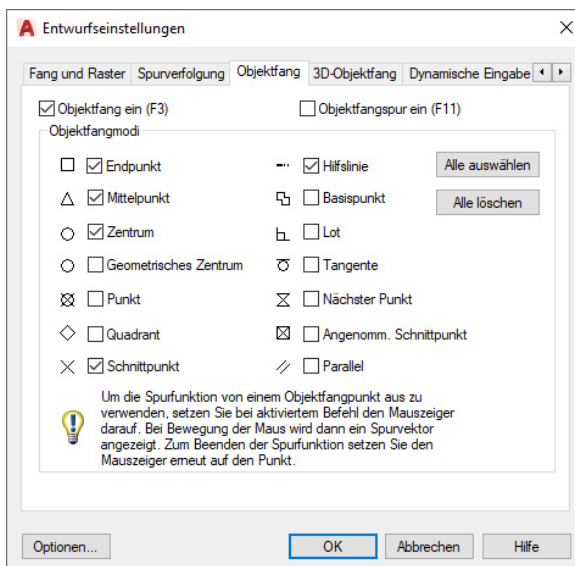 A Entwurfseinstellungen
Fang und Raster Spurverfolgung Objektfang 3D-Objektfang Dynamische Eingabe
Objektfang ein (F3) Objektfangspur ein (F11)
Objektfangmodi
Endpunkt Hilfslinie Alle auswählen
Mittelpunkt Basispunkt Alle löschen
Zentrum Lot
Geometrisches Zentrum Tangente
Punkt Nächster Punkt
Quadrant Angenomm. Schnittpunkt
Schnittpunkt Parallel
Um die Spurfunktion von einem Objektfangpunkt aus zu
verwenden, setzen Sie bei aktiviertem Befehl den Mauszeiger
darauf. Bei Bewegung der Maus wird dann ein Spurvektor
angezeigt. Zum Beenden der Spurfunktion setzen Sie den
Mauszeiger erneut auf den Punkt.
Optionen... OK Abbrechen Hilfe